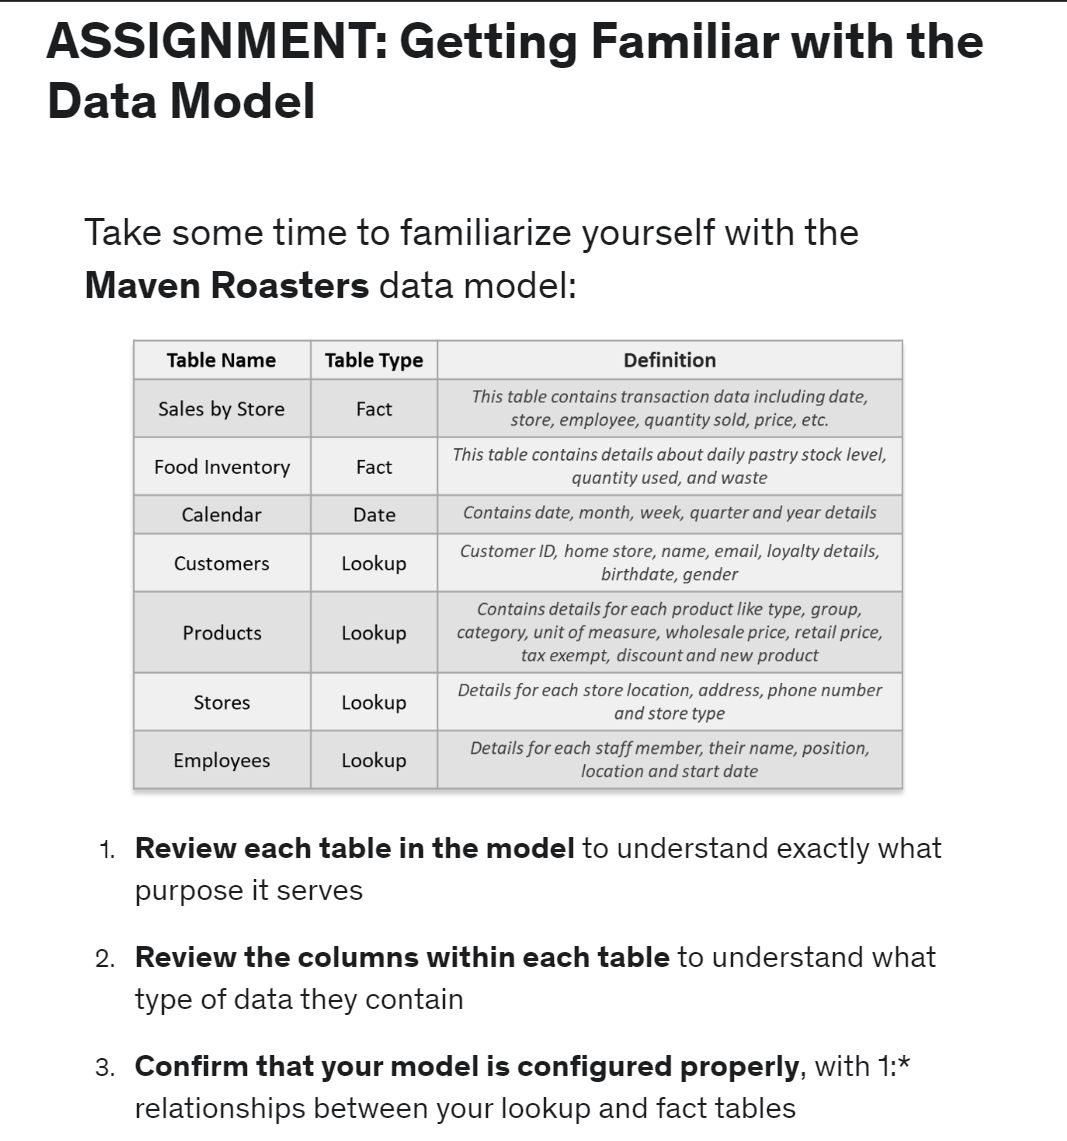 ASSIGNMENT: Getting Familiar with the
Data Model
Take some time to familiarize yourself with the
Maven Roasters data model:
Table Name Table Type Definition
Sales by Store Fact This table contains transaction data including date,
store, employee, quantity sold, price, etc.
Food Inventory Fact This table contains details about daily pastry stock level,
quantity used, and waste
Calendar Date Contains date, month, week, quarter and year details
Customers Lookup Customer ID, home store, name, email, loyalty details,
birthdate, gender
Products Lookup Contains details for each product like type, group,
category, unit of measure, wholesale price, retail price,
tax exempt, discount and new product
Stores Lookup Details for each store location, address, phone number
and store type
Employees Lookup Details for each staff member, their name, position,
location and start date
1. Review each table in the model to understand exactly what
purpose it serves
2. Review the columns within each table to understand what
type of data they contain
3. Confirm that your model is configured properly, with 1:*
relationships between your lookup and fact tables